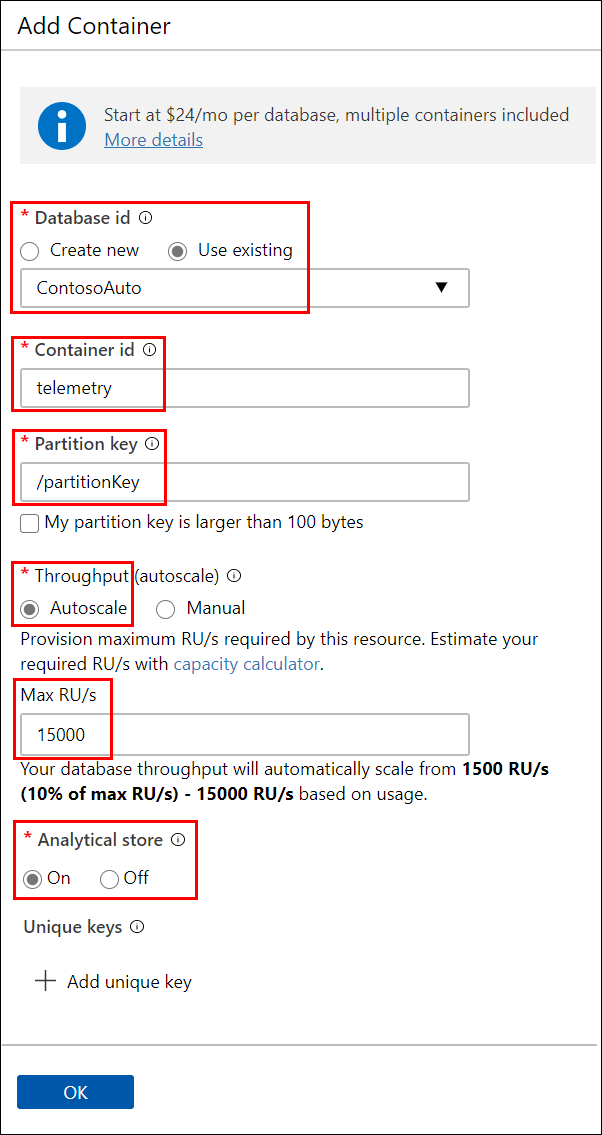 Add Container
Start at $24/mo per database, multiple containers included
More details
* Database id
Create new Use existing
ContosoAuto
* Container id
telemetry
* Partition key
/partitionKey
My partition key is larger than 100 bytes
* Throughput (autoscale)
Autoscale Manual
Provision maximum RU/s required by this resource. Estimate your
required RU/s with capacity calculator.
Max RU/s
15000
Your database throughput will automatically scale from 1500 RU/s
(10% of max RU/s) - 15000 RU/s based on usage.
* Analytical store
On Off
Unique keys
Add unique key
OK